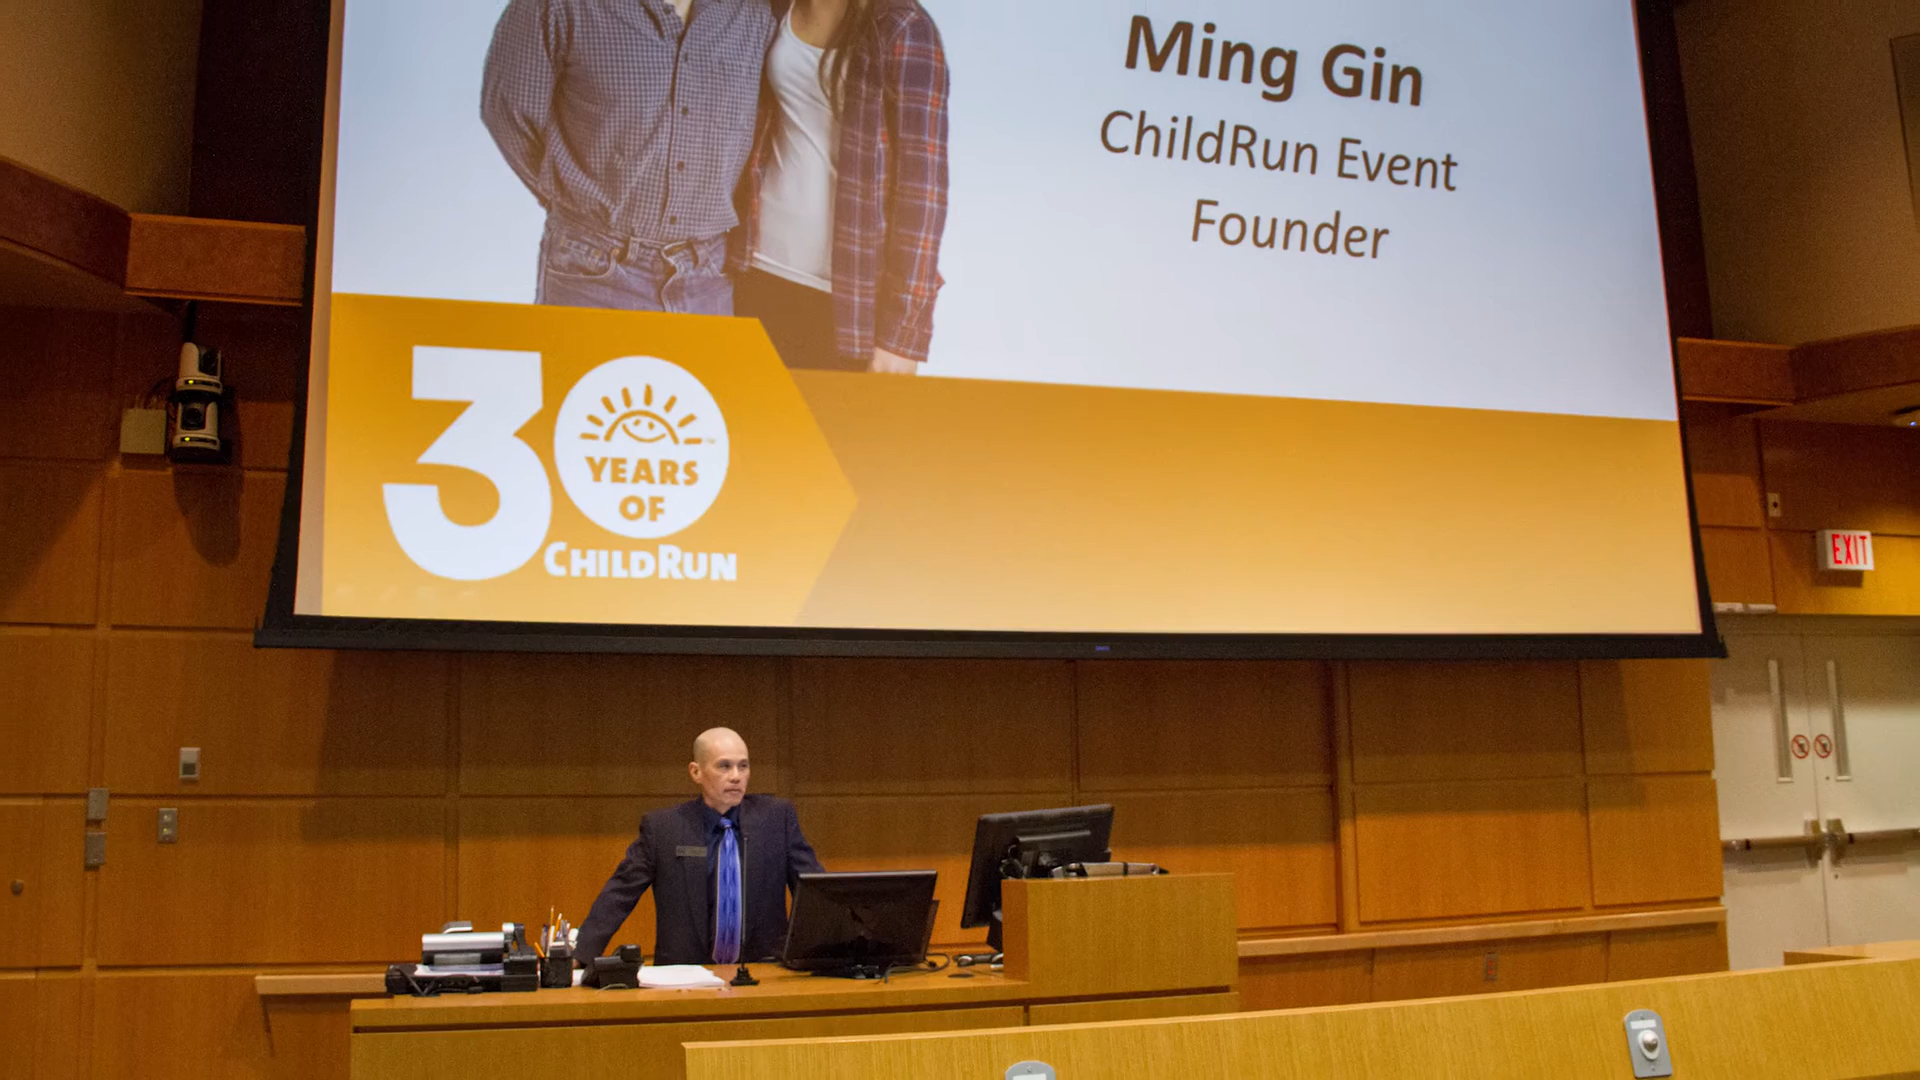 Ming Gin
ChildRun Event
Founder
30
YEARS
OF
CHILDRUN
EXIT